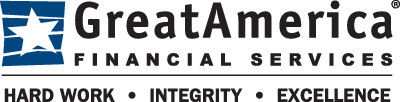 GreatAmerica®
FINANCIAL SERVICES
HARD WORK • INTEGRITY • EXCELLENCE